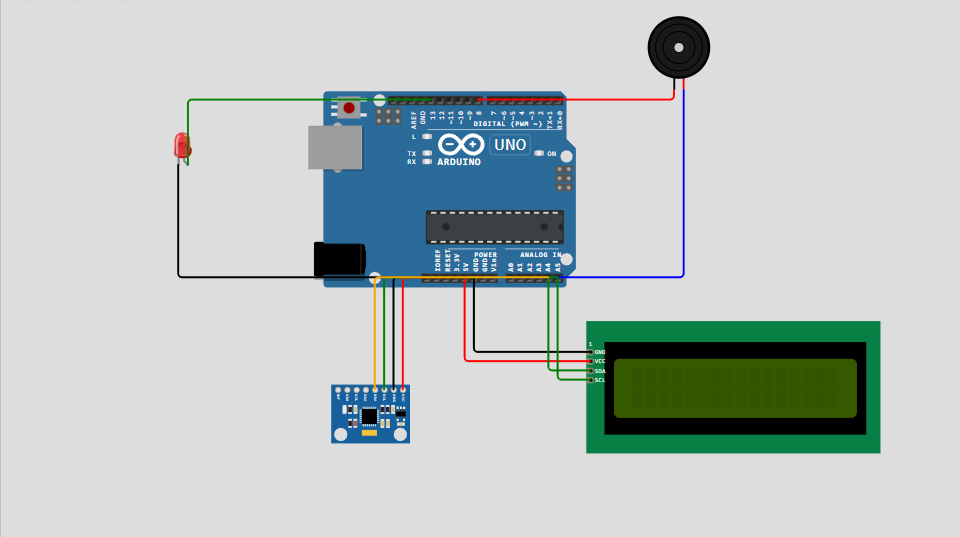 AREF
GND
13
12
~11
~10
~9
8
7
~6
~5
4
~3
2
TX→1
RX←0
DIGITAL (PWM ~)
L
TX
RX
UNO
ON
ARDUINO
IOREF
RESET
3.3V
5V
GND
GND
Vin
POWER
A0
A1
A2
A3
A4
A5
ANALOG IN
1
GND
VCC
SDA
SCL